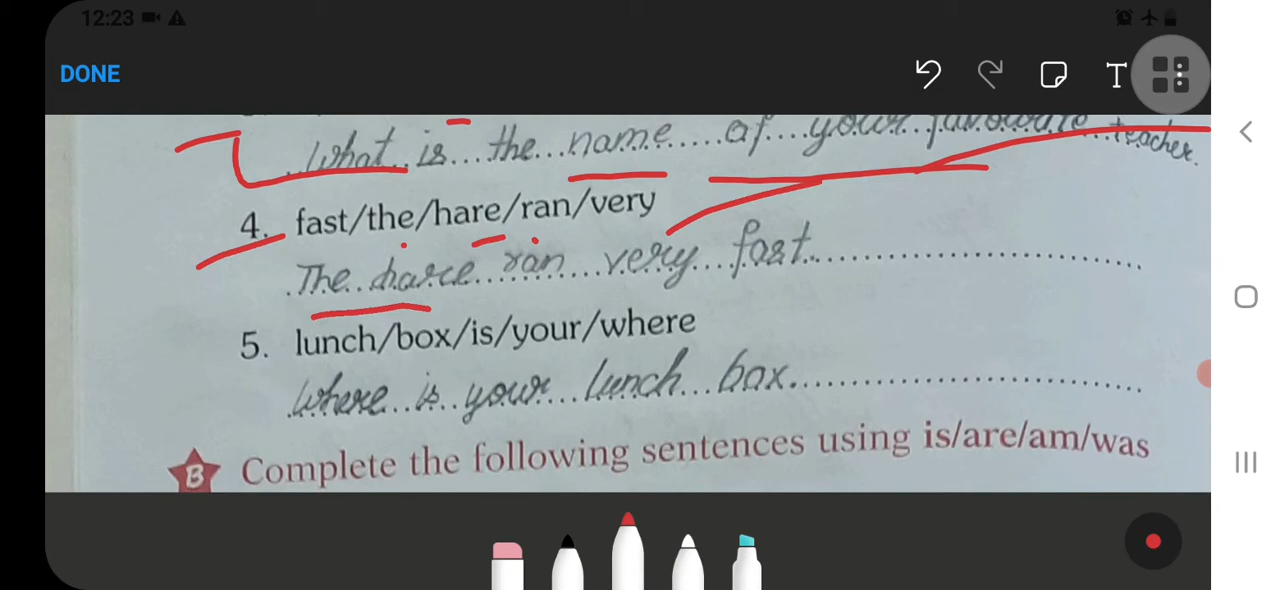 12:23
DONE
T
What is the name of your favourite teacher.
4. fast/the/hare/ran/very
The hare ran very fast.
5. lunch/box/is/your/where
Where is your lunch box.
B Complete the following sentences using is/are/am/was